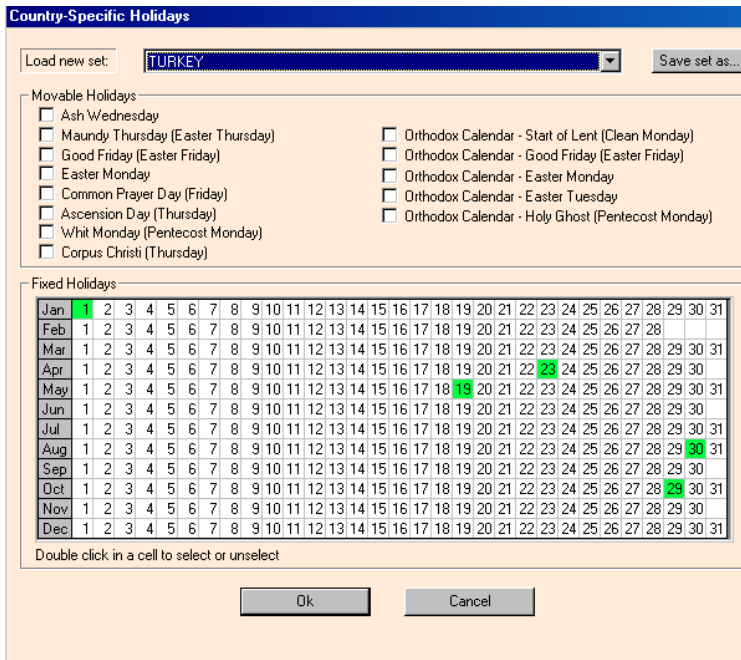 Country-Specific Holidays
Load new set: TURKEY Save set as...
Movable Holidays
Ash Wednesday
Maundy Thursday (Easter Thursday)
Good Friday (Easter Friday)
Easter Monday
Common Prayer Day (Friday)
Ascension Day (Thursday)
Whit Monday (Pentecost Monday)
Corpus Christi (Thursday)
Orthodox Calendar - Start of Lent (Clean Monday)
Orthodox Calendar - Good Friday (Easter Friday)
Orthodox Calendar - Easter Monday
Orthodox Calendar - Easter Tuesday
Orthodox Calendar - Holy Ghost (Pentecost Monday)
Fixed Holidays
Jan 1 2 3 4 5 6 7 8 9 10 11 12 13 14 15 16 17 18 19 20 21 22 23 24 25 26 27 28 29 30 31
Feb 1 2 3 4 5 6 7 8 9 10 11 12 13 14 15 16 17 18 19 20 21 22 23 24 25 26 27 28
Mar 1 2 3 4 5 6 7 8 9 10 11 12 13 14 15 16 17 18 19 20 21 22 23 24 25 26 27 28 29 30 31
Apr 1 2 3 4 5 6 7 8 9 10 11 12 13 14 15 16 17 18 19 20 21 22 23 24 25 26 27 28 29 30
May 1 2 3 4 5 6 7 8 9 10 11 12 13 14 15 16 17 18 19 20 21 22 23 24 25 26 27 28 29 30 31
Jun 1 2 3 4 5 6 7 8 9 10 11 12 13 14 15 16 17 18 19 20 21 22 23 24 25 26 27 28 29 30
Jul 1 2 3 4 5 6 7 8 9 10 11 12 13 14 15 16 17 18 19 20 21 22 23 24 25 26 27 28 29 30 31
Aug 1 2 3 4 5 6 7 8 9 10 11 12 13 14 15 16 17 18 19 20 21 22 23 24 25 26 27 28 29 30 31
Sep 1 2 3 4 5 6 7 8 9 10 11 12 13 14 15 16 17 18 19 20 21 22 23 24 25 26 27 28 29 30
Oct 1 2 3 4 5 6 7 8 9 10 11 12 13 14 15 16 17 18 19 20 21 22 23 24 25 26 27 28 29 30 31
Nov 1 2 3 4 5 6 7 8 9 10 11 12 13 14 15 16 17 18 19 20 21 22 23 24 25 26 27 28 29 30
Dec 1 2 3 4 5 6 7 8 9 10 11 12 13 14 15 16 17 18 19 20 21 22 23 24 25 26 27 28 29 30 31
Double click in a cell to select or unselect
Ok Cancel